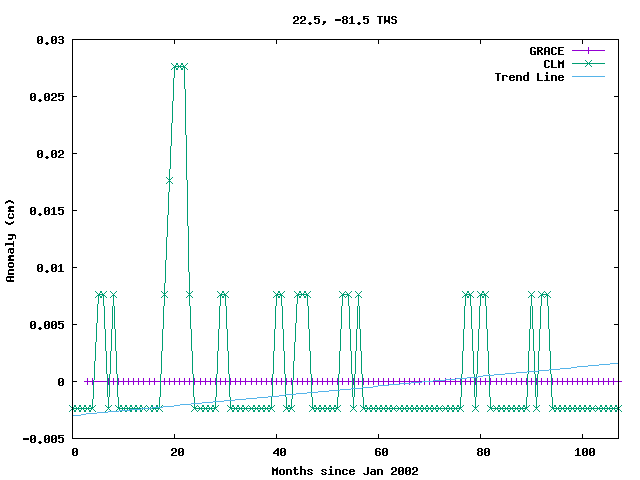 22.5, -81.5 TWS
0.03
0.025
0.02
0.015
0.01
0.005
0
-0.005
Anomaly (cm)
GRACE
CLM
Trend Line
0 20 40 60 80 100
Months since Jan 2002